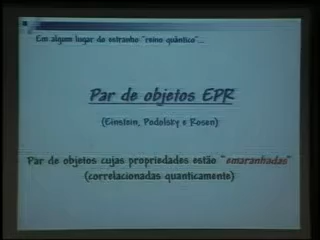 Em algum lugar do estranho "reino quântico"...
Par de objetos EPR
(Einstein, Podolsky e Rosen)
Par de objetos cujas propriedades estão "emaranhadas"
(correlacionadas quanticamente)